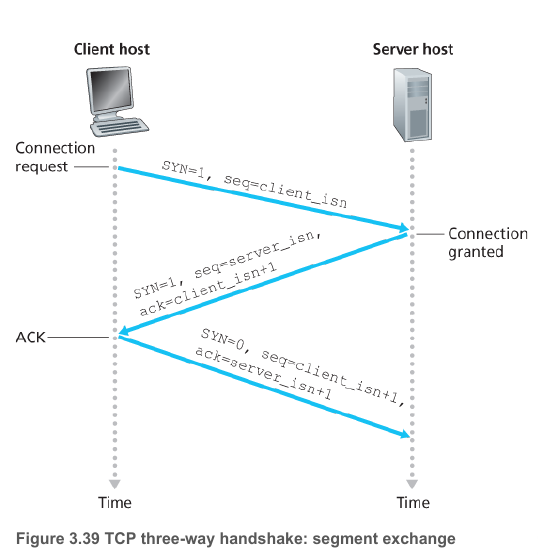 Client host
Server host
Connection
request
SYN=1, seq=client_isn
Connection
granted
SYN=1, seq=server_isn,
ack=client_isn+1
ACK
SYN=0, seq=client_isn+1,
ack=server_isn+1
Time
Time
Figure 3.39 TCP three-way handshake: segment exchange